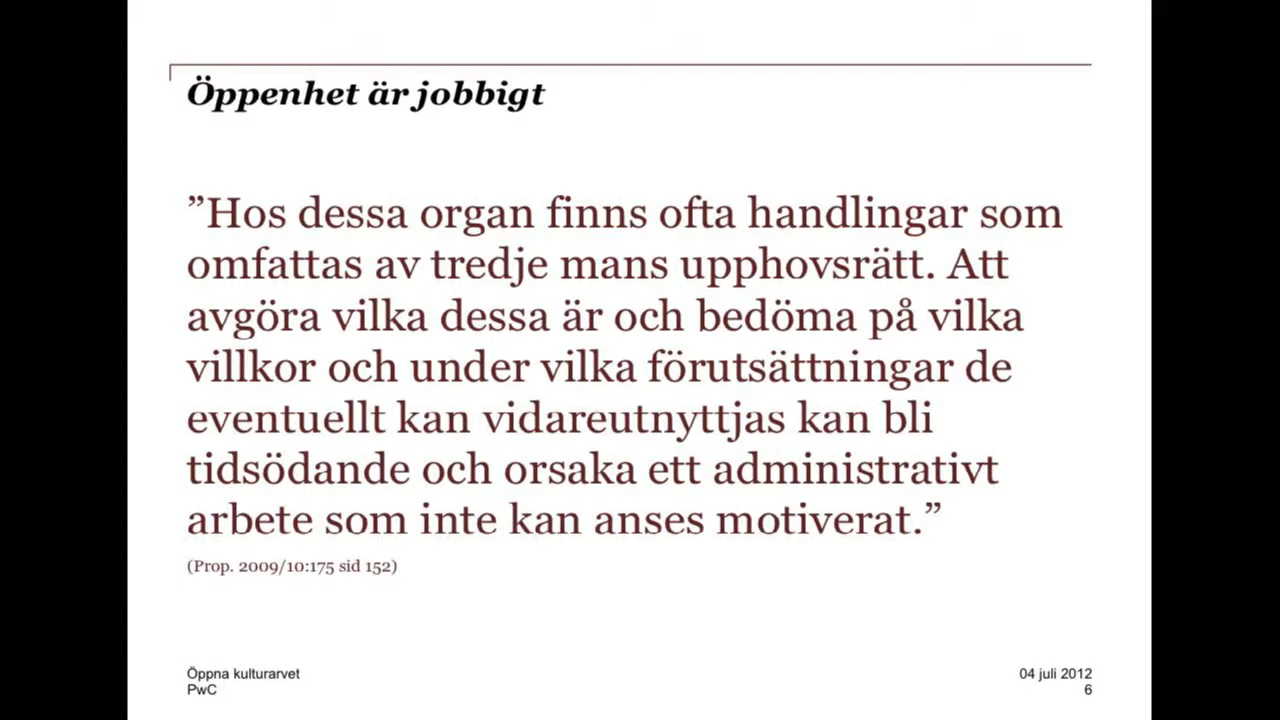 Öppenhet är jobbigt
”Hos dessa organ finns ofta handlingar som
omfattas av tredje mans upphovsrätt. Att
avgöra vilka dessa är och bedöma på vilka
villkor och under vilka förutsättningar de
eventuellt kan vidareutnyttjas kan bli
tidsödande och orsaka ett administrativt
arbete som inte kan anses motiverat.”
(Prop. 2009/10:175 sid 152)
Öppna kulturarvet
PwC
04 juli 2012
6